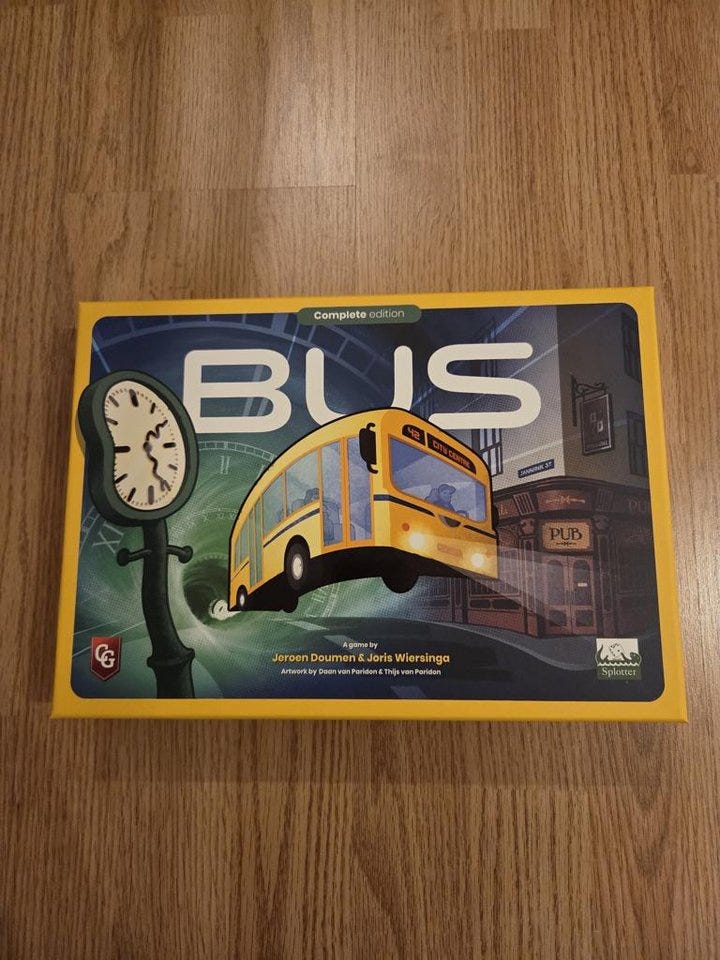 Complete edition
BUS
42 CITY CENTRE
JANNINK ST
PUB
A game by
Jeroen Doumen & Joris Wiersinga
Artwork by Daan van Paridon & Thijs van Paridon
CG
Splotter